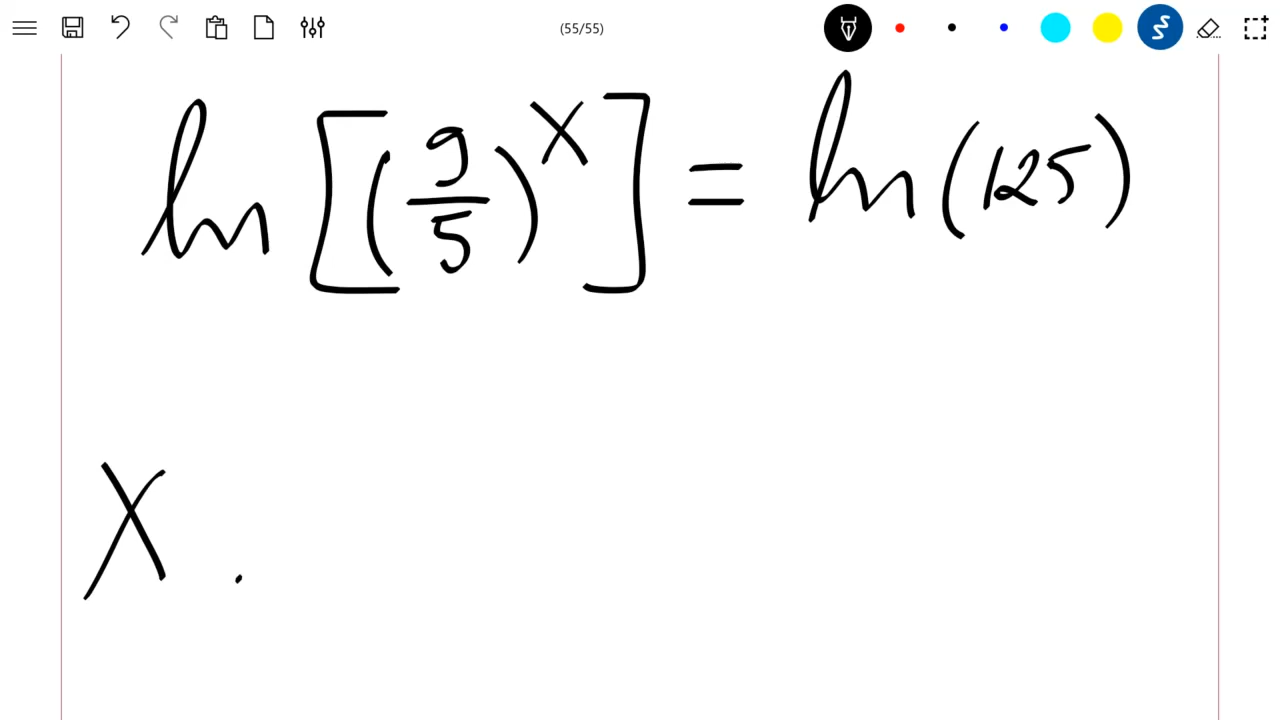 (55/55)
ln [(9/5)^x] = ln(125)
x .